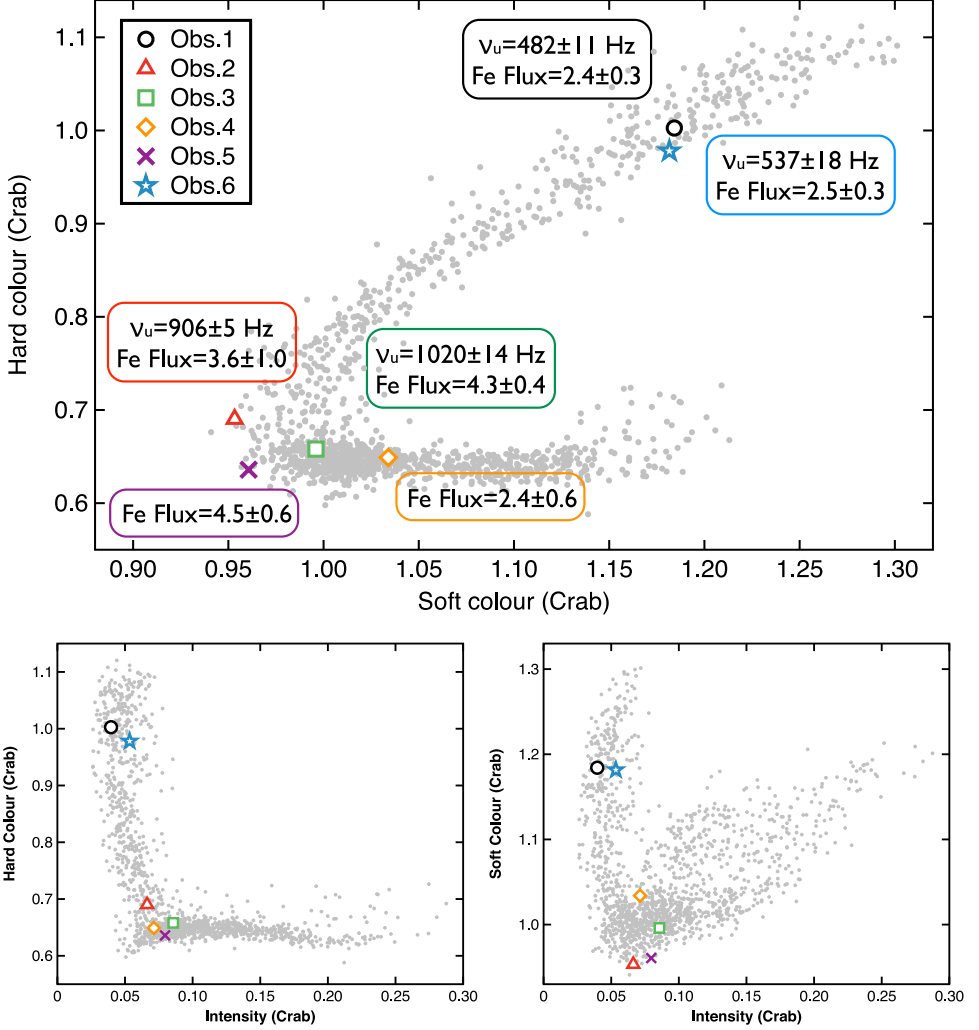 Obs.1
Obs.2
Obs.3
Obs.4
Obs.5
Obs.6
νu=482±11 Hz
Fe Flux=2.4±0.3
νu=537±18 Hz
Fe Flux=2.5±0.3
νu=906±5 Hz
Fe Flux=3.6±1.0
νu=1020±14 Hz
Fe Flux=4.3±0.4
Fe Flux=2.4±0.6
Fe Flux=4.5±0.6
Hard colour (Crab)
1.1
1.0
0.9
0.8
0.7
0.6
0.90 0.95 1.00 1.05 1.10 1.15 1.20 1.25 1.30
Soft colour (Crab)
Hard Colour (Crab)
1.1
1.0
0.9
0.8
0.7
0.6
0 0.05 0.10 0.15 0.20 0.25 0.30
Intensity (Crab)
Soft Colour (Crab)
1.3
1.2
1.1
1.0
0 0.05 0.10 0.15 0.20 0.25 0.30
Intensity (Crab)